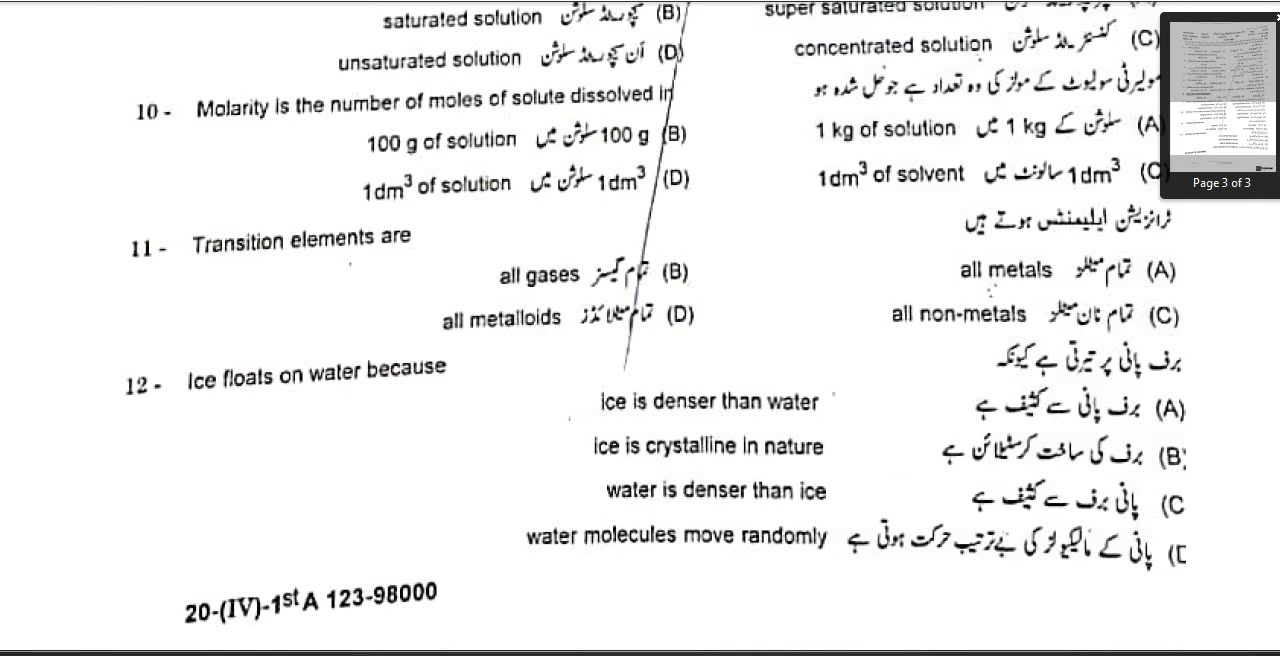 super saturated solution
saturated solution سچوریٹڈ سلوشن (B)
concentrated solution کنسنٹریٹڈ سلوشن (C)
unsaturated solution اَن سچوریٹڈ سلوشن (D)
مولیرٹی سولیوٹ کے مولز کی وہ تعداد ہے جو حل شدہ ہو
10 - Molarity is the number of moles of solute dissolved in
1 kg of solution سلوشن کے 1 kg میں (A)
100 g of solution 100 g سلوشن میں (B)
1dm³ of solvent 1dm³ سالونٹ میں (C)
1dm³ of solution 1dm³ سلوشن میں (D)
ٹرانزیشن ایلیمنٹس ہوتے ہیں
11 - Transition elements are
all metals تمام میٹلز (A)
all gases تمام گیسز (B)
all non-metals تمام نان میٹلز (C)
all metalloids تمام میٹلائڈز (D)
برف پانی پر تیرتی ہے کیونکہ
12 - Ice floats on water because
ice is denser than water برف پانی سے کثیف ہے (A)
ice is crystalline in nature برف کی ساخت کرسٹلائن ہے (B)
water is denser than ice پانی برف سے کثیف ہے (C
water molecules move randomly پانی کے مالیکیولز کی بے ترتیب حرکت ہوتی ہے (D
20-(IV)-1st A 123-98000
Page 3 of 3